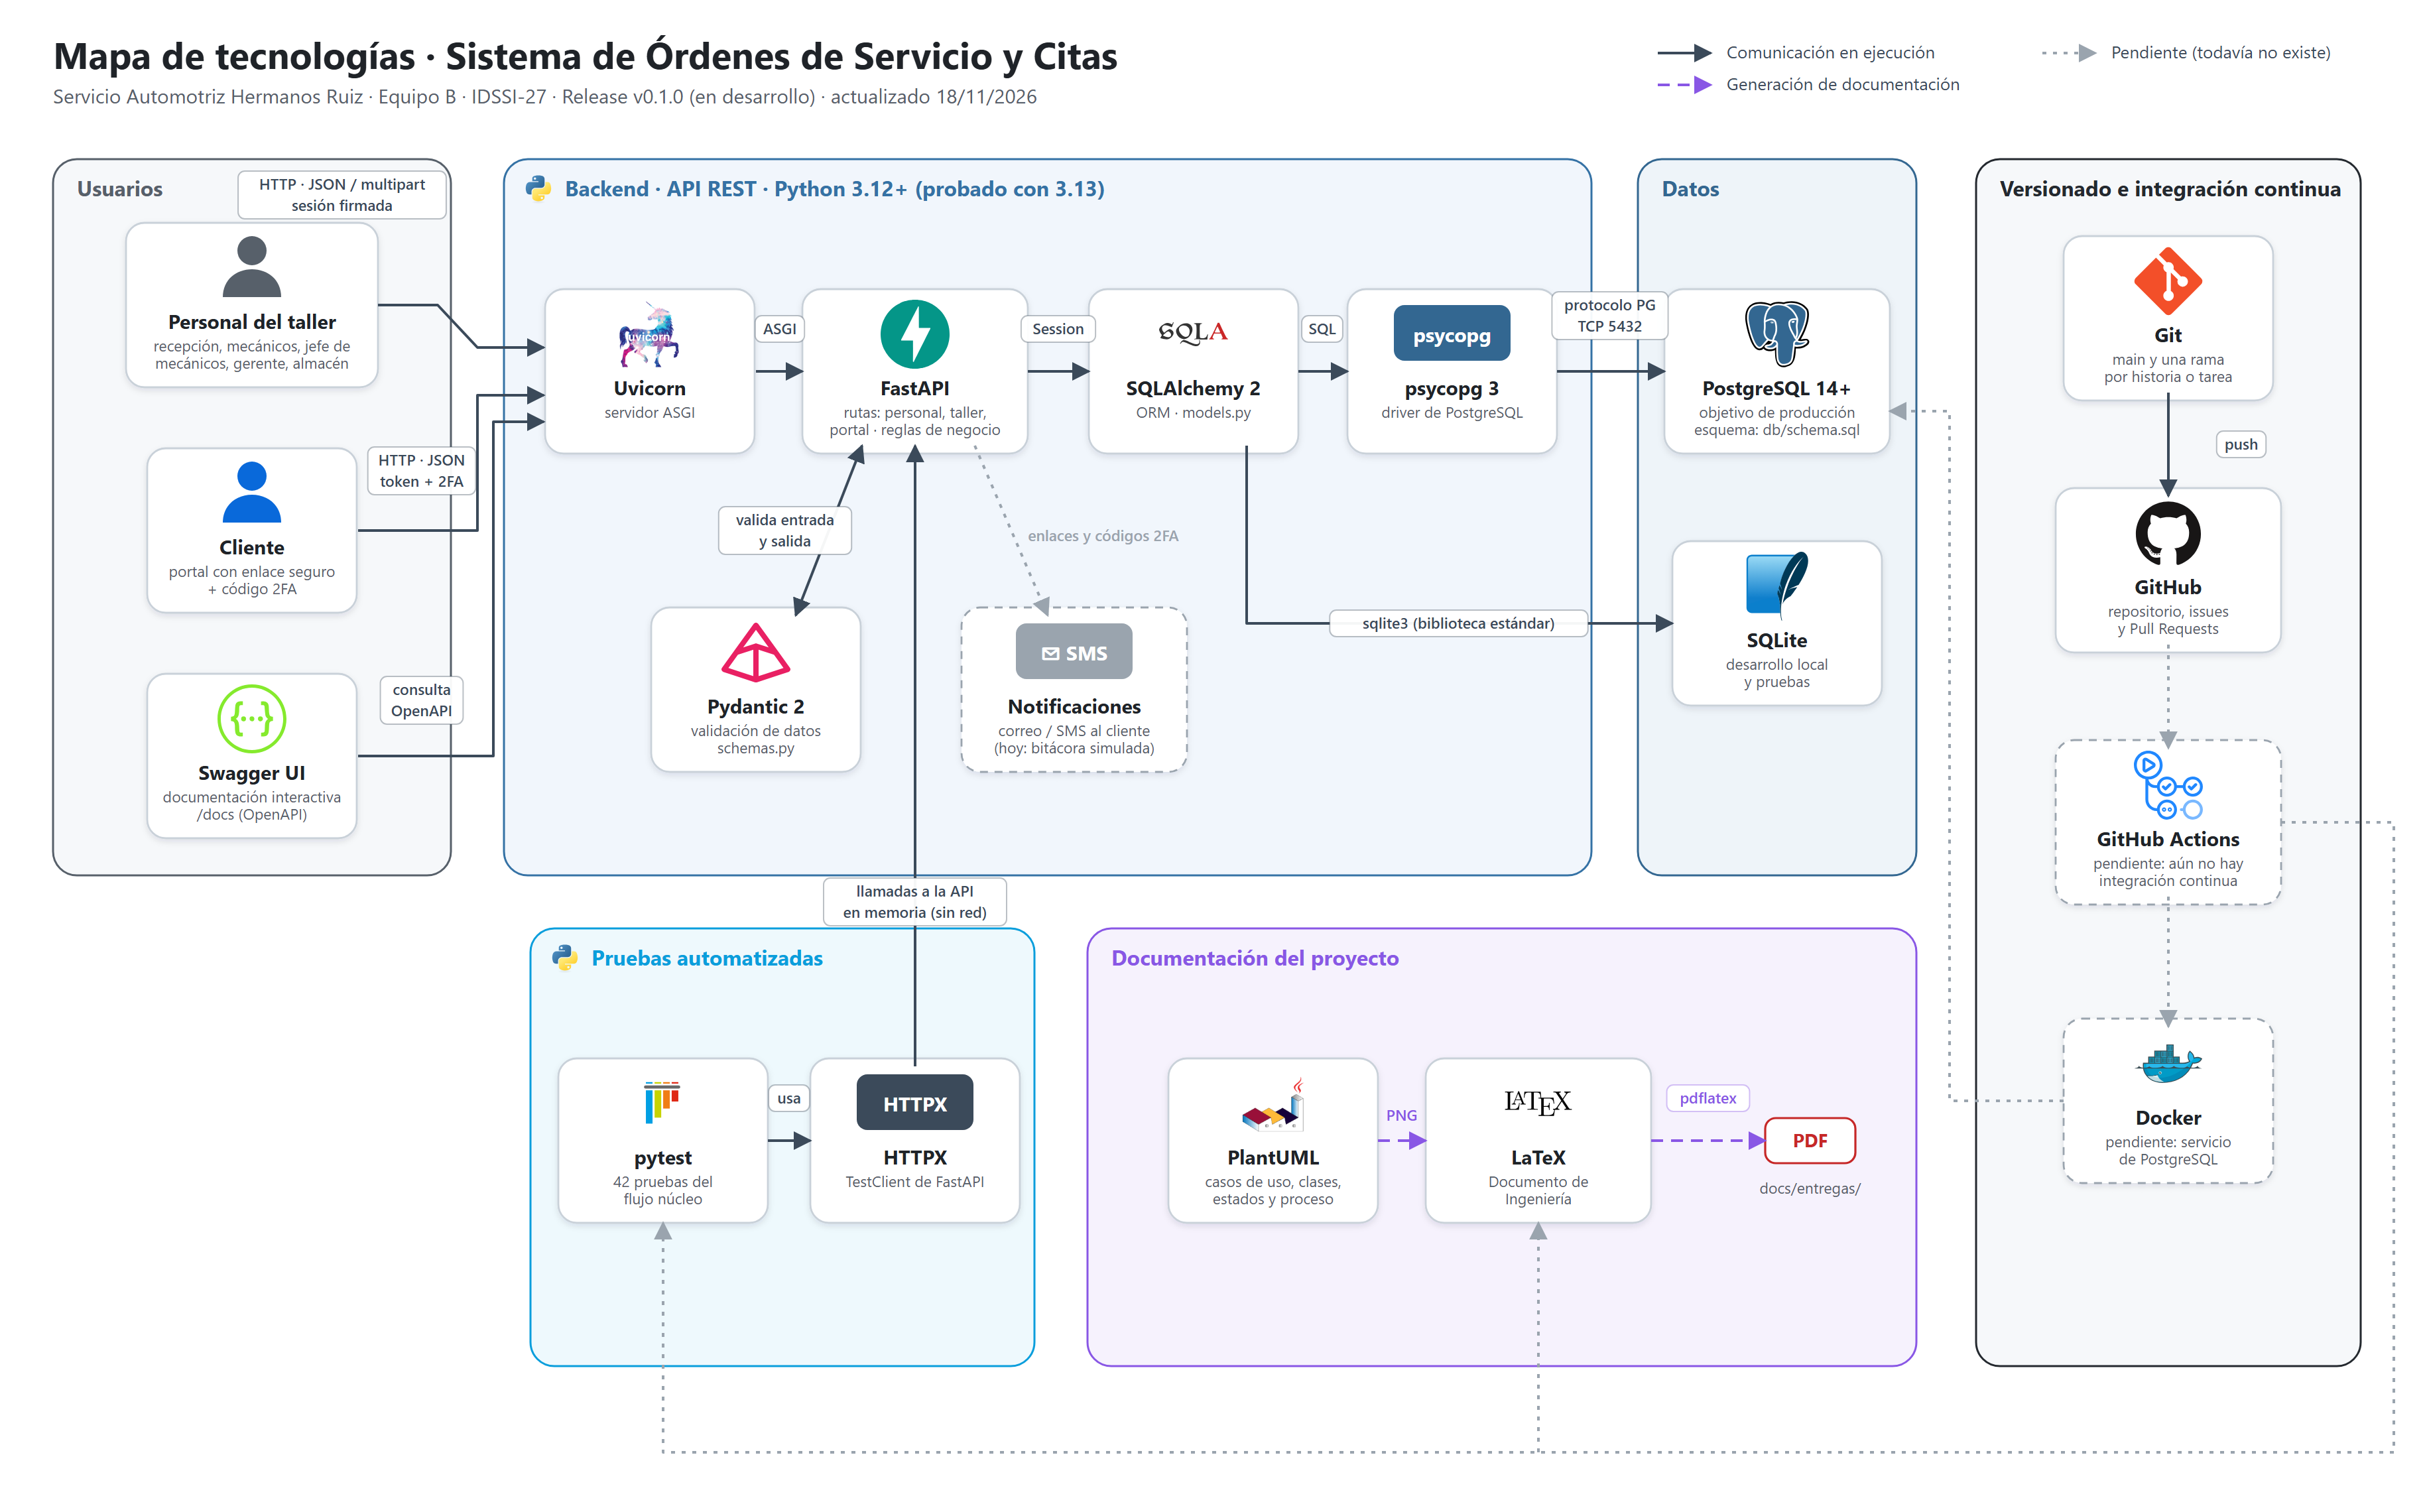 Mapa de tecnologías · Sistema de Órdenes de Servicio y Citas
Servicio Automotriz Hermanos Ruiz · Equipo B · IDSSI-27 · Release v0.1.0 (en desarrollo) · actualizado 18/11/2026
Comunicación en ejecución
Generación de documentación
Pendiente (todavía no existe)
Usuarios
HTTP · JSON / multipart
sesión firmada
Personal del taller
recepción, mecánicos, jefe de
mecánicos, gerente, almacén
HTTP · JSON
token + 2FA
Cliente
portal con enlace seguro
+ código 2FA
consulta
OpenAPI
Swagger UI
documentación interactiva
/docs (OpenAPI)
Backend · API REST · Python 3.12+ (probado con 3.13)
uvicorn
Uvicorn
servidor ASGI
ASGI
FastAPI
rutas: personal, taller,
portal · reglas de negocio
Session
SQLA
SQLAlchemy 2
ORM · models.py
SQL
psycopg
psycopg 3
driver de PostgreSQL
protocolo PG
TCP 5432
valida entrada
y salida
enlaces y códigos 2FA
Pydantic 2
validación de datos
schemas.py
SMS
Notificaciones
correo / SMS al cliente
(hoy: bitácora simulada)
sqlite3 (biblioteca estándar)
Datos
PostgreSQL 14+
objetivo de producción
esquema: db/schema.sql
SQLite
desarrollo local
y pruebas
Versionado e integración continua
Git
main y una rama
por historia o tarea
push
GitHub
repositorio, issues
y Pull Requests
GitHub Actions
pendiente: aún no hay
integración continua
Docker
pendiente: servicio
de PostgreSQL
llamadas a la API
en memoria (sin red)
Pruebas automatizadas
pytest
42 pruebas del
flujo núcleo
usa
HTTPX
HTTPX
TestClient de FastAPI
Documentación del proyecto
PlantUML
casos de uso, clases,
estados y proceso
PNG
LATEX
LaTeX
Documento de
Ingeniería
pdflatex
PDF
docs/entregas/